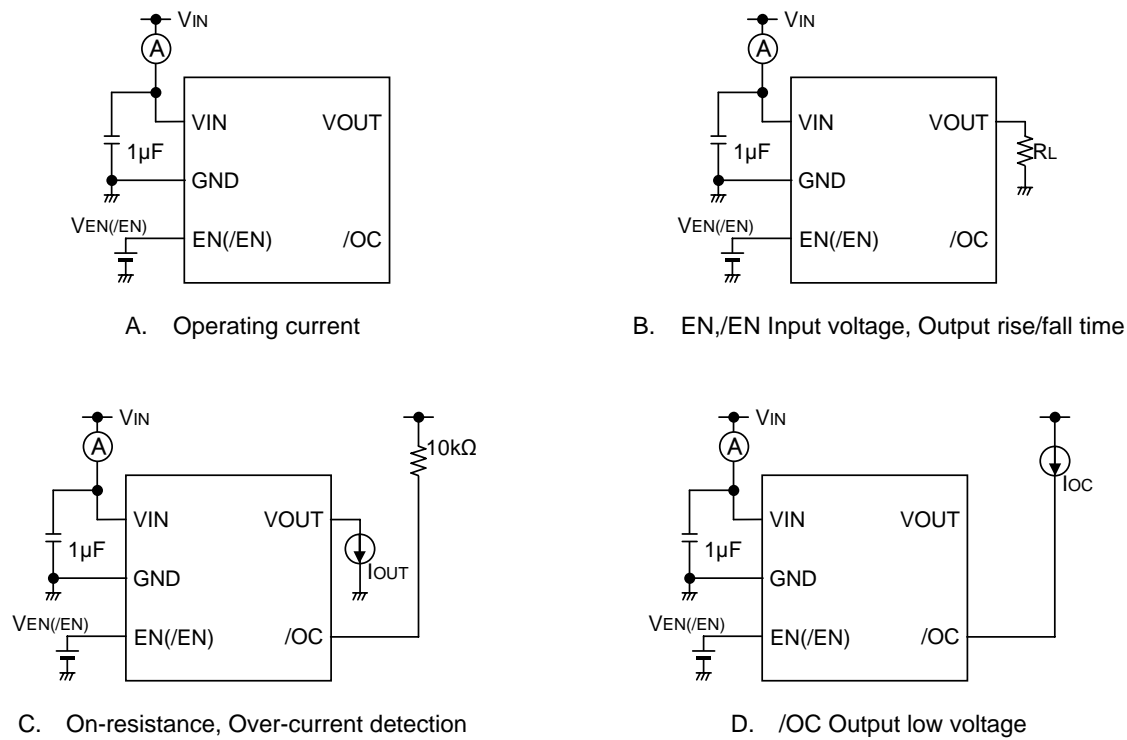 VIN
A
VIN VOUT
1µF
GND
VEN(/EN)
EN(/EN) /OC
A. Operating current
VIN
A
VIN VOUT
1µF RL
GND
VEN(/EN)
EN(/EN) /OC
B. EN,/EN Input voltage, Output rise/fall time
VIN
A 10kΩ
VIN VOUT
1µF IOUT
GND
VEN(/EN)
EN(/EN) /OC
C. On-resistance, Over-current detection
VIN
A
IOC
VIN VOUT
1µF
GND
VEN(/EN)
EN(/EN) /OC
D. /OC Output low voltage